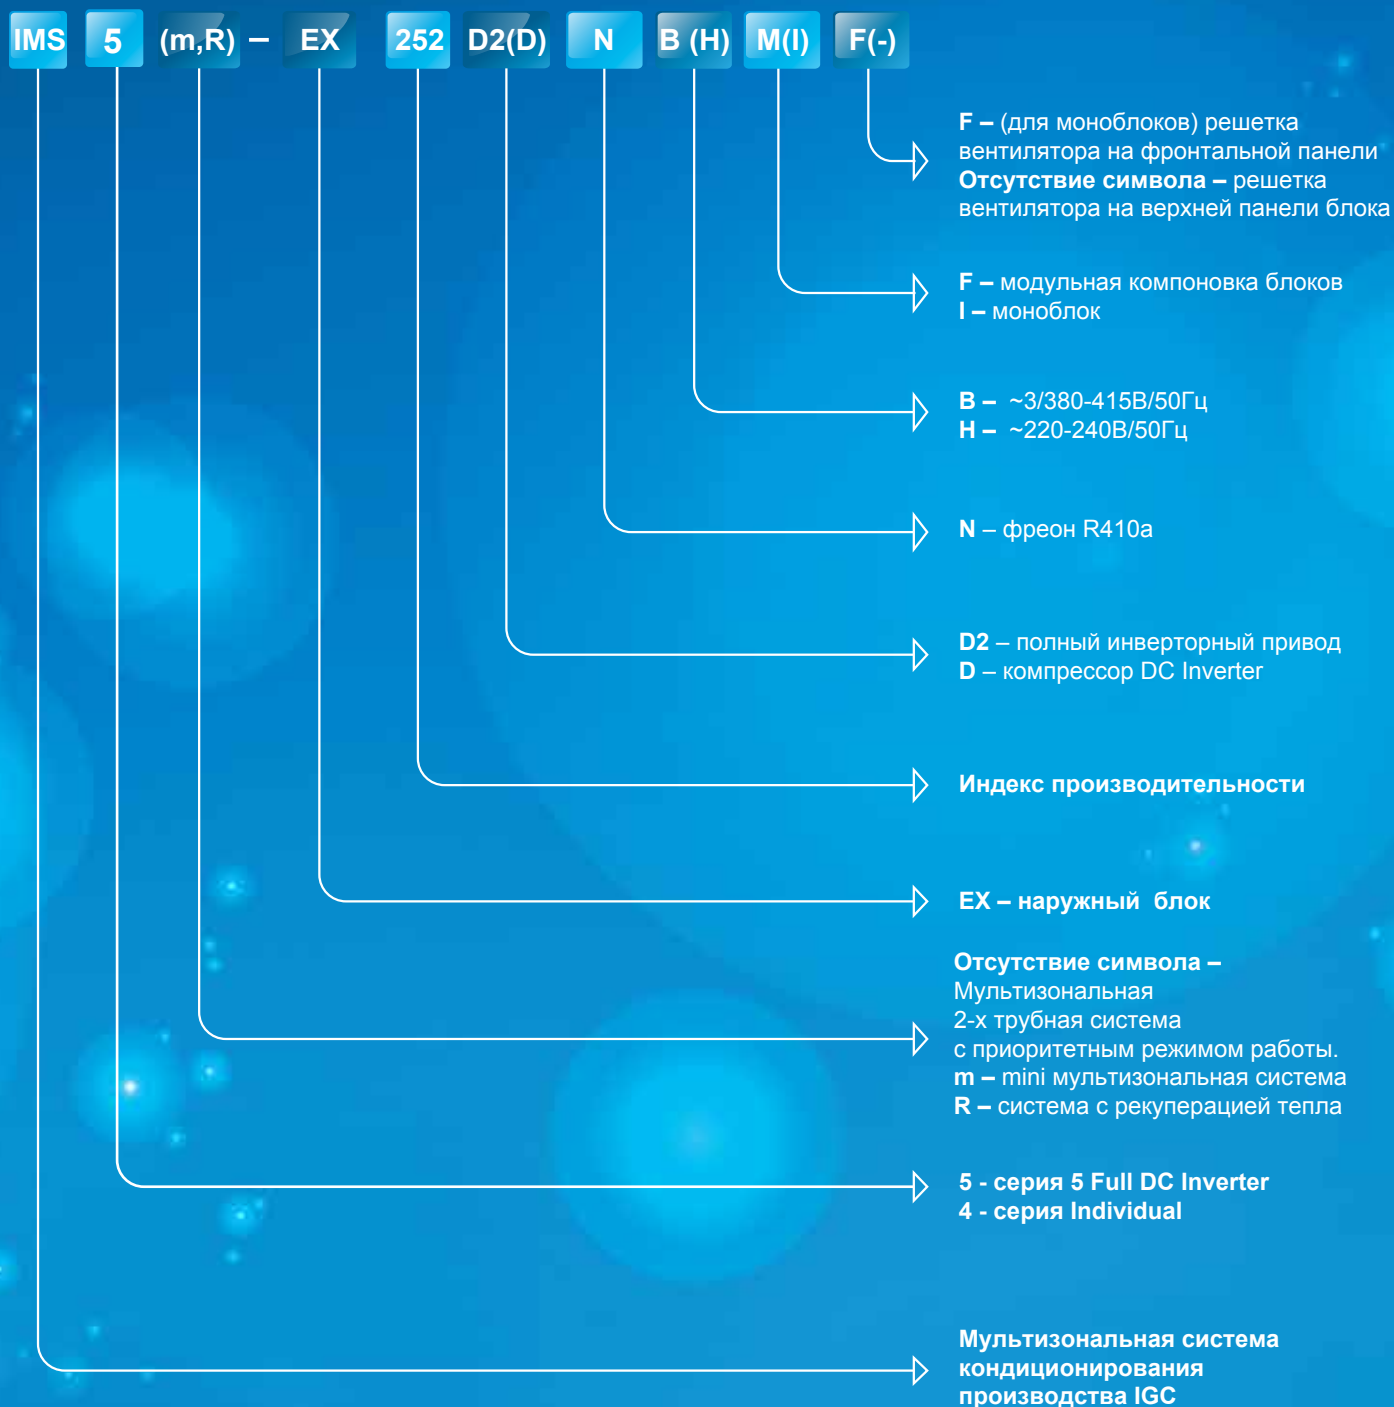 IMS 5 (m,R) – EX 252 D2(D) N B (H) M(I) F(-)
F – (для моноблоков) решетка
вентилятора на фронтальной панели
Отсутствие символа – решетка
вентилятора на верхней панели блока
F – модульная компоновка блоков
I – моноблок
B – ~3/380-415В/50Гц
H – ~220-240В/50Гц
N – фреон R410a
D2 – полный инверторный привод
D – компрессор DC Inverter
Индекс производительности
EX – наружный блок
Отсутствие символа –
Мультизональная
2-х трубная система
с приоритетным режимом работы.
m – mini мультизональная система
R – система с рекуперацией тепла
5 - серия 5 Full DC Inverter
4 - серия Individual
Мультизональная система
кондиционирования
производства IGC